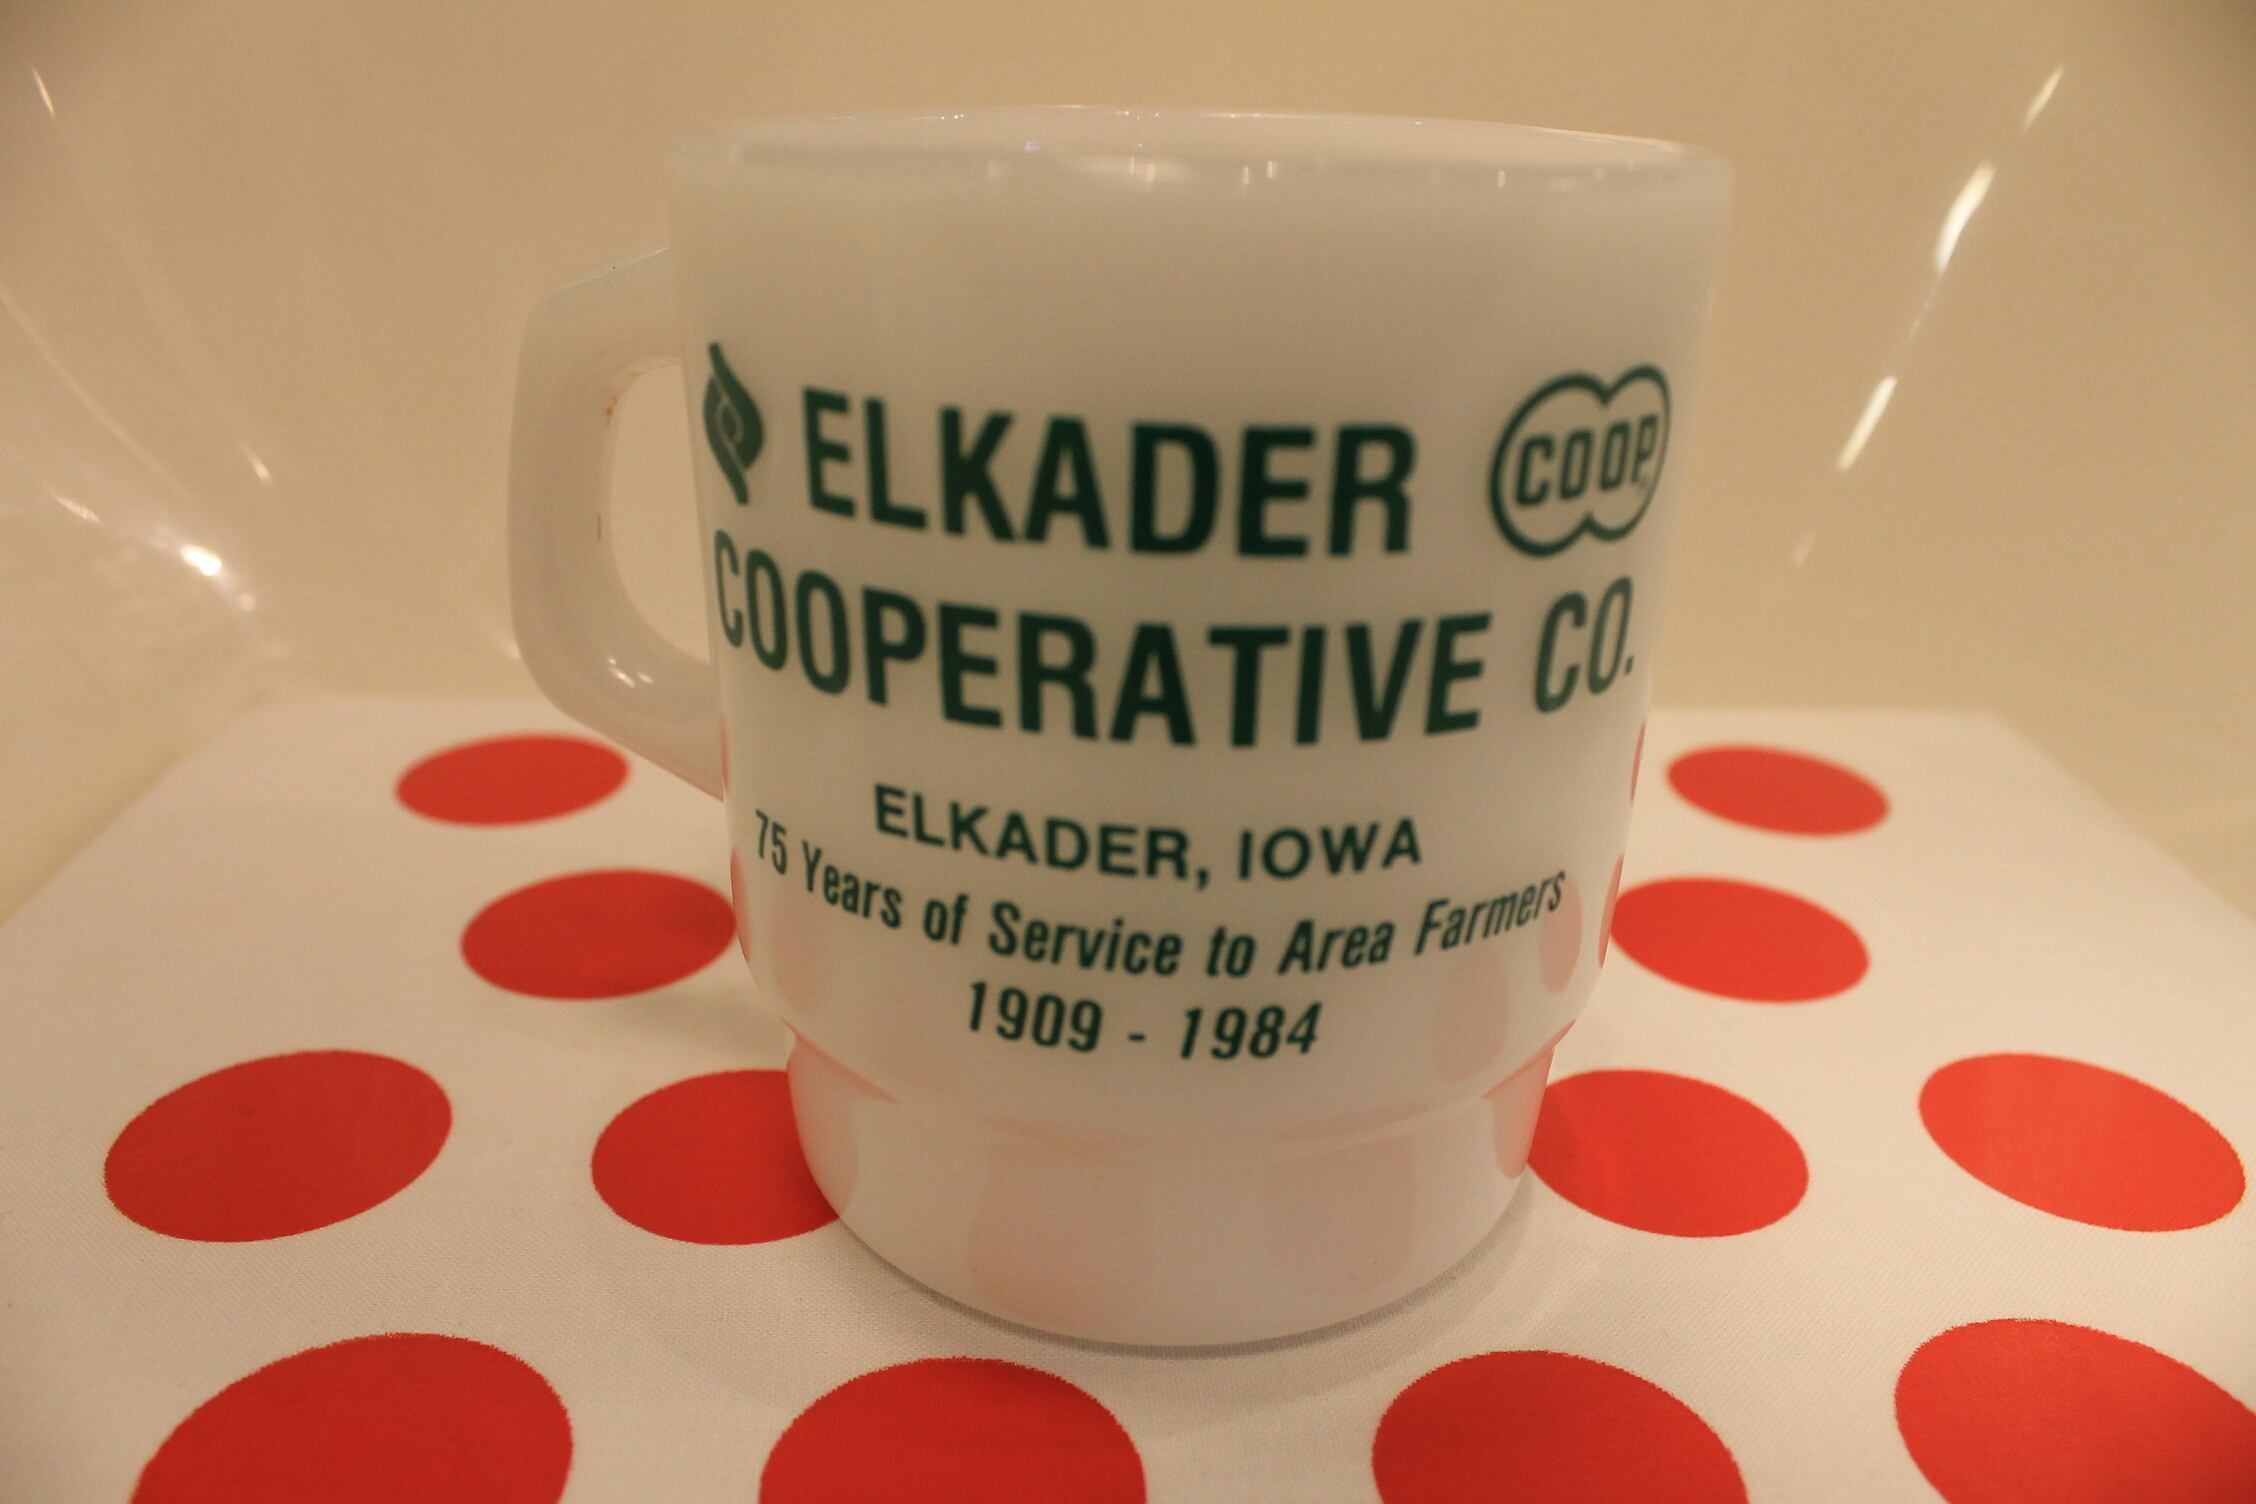 ELKADER COOP
COOPERATIVE CO.
ELKADER, IOWA
75 Years of Service to Area Farmers
1909 - 1984